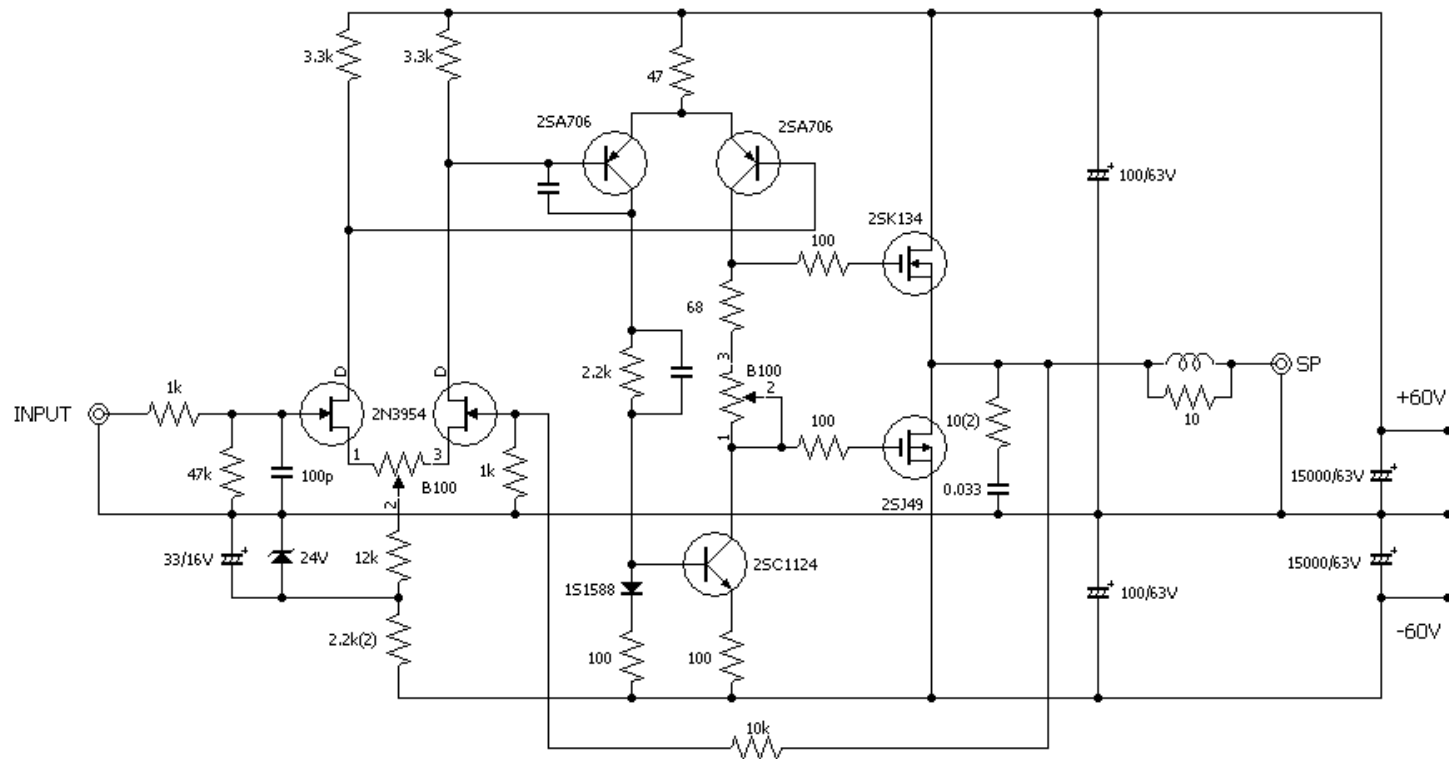 3.3k
3.3k
47
2SA706
2SA706
100/63V
2SK134
100
68
3
2.2k
B100
2
1
D
D
1k
INPUT
2N3954
SP
10
+60V
100
10(2)
1
3
B100
2
1k
47k
100p
0.033
2SJ49
15000/63V
33/16V
24V
12k
2SC1124
1S1588
100/63V
15000/63V
-60V
2.2k(2)
100
100
10k
+
+
+
+
+